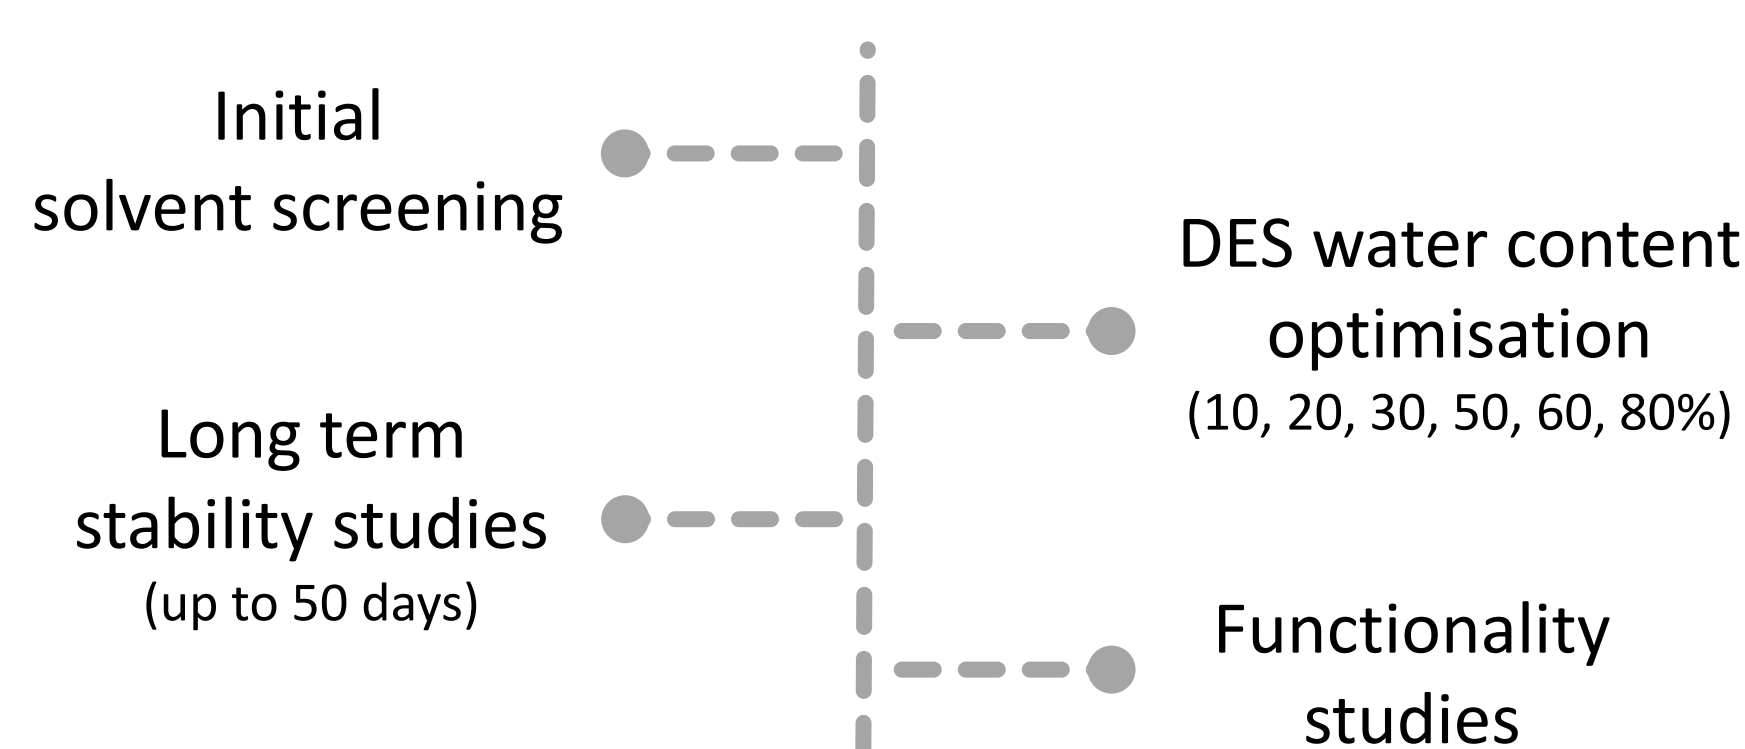 Initial
solvent screening
DES water content
optimisation
(10, 20, 30, 50, 60, 80%)
Long term
stability studies
(up to 50 days)
Functionality
studies